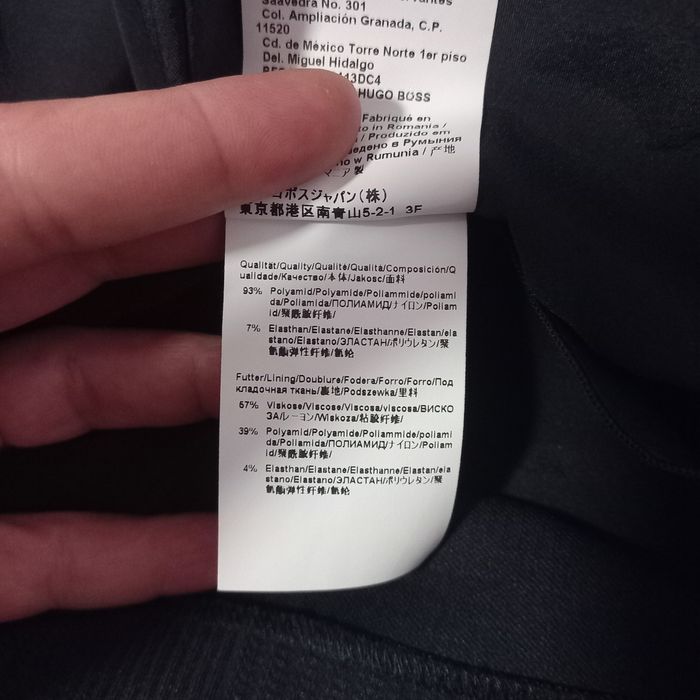 Saavedra No. 301
Col. Ampliación Granada, C.P.
11520
Cd. de México Torre Norte 1er piso
Del. Miguel Hidalgo
13DC4
HUGO BOSS
Fabriqué en
in Romania /
/ Produzido em
в Румыния
w Rumunia / 产地
マニア製
ボスジャパン(株)
東京都港区南青山5-2-1 3F
Qualität/Quality/Qualité/Qualità/Composición/Q
ualidade/Качество/本体/Jakosc/面料
93% Polyamid/Polyamide/Poliammide/poliami
da/Poliamida/ПОЛИАМИД/ナイロン/Poliam
id/聚酰胺纤维/
7% Elasthan/Elastane/Elasthanne/Elastan/ela
stano/Elastano/ЭЛАСТАН/ポリウレタン/聚
氨酯弹性纤维/氨纶
Futter/Lining/Doublure/Fodera/Forro/Forro/Под
кладочная ткань/裏地/Podszewka/里料
57% Viskose/Viscose/Viscosa/viscosa/ВИСКО
ЗА/レーヨン/Wiskoza/粘胶纤维/
39% Polyamid/Polyamide/Poliammide/poliami
da/Poliamida/ПОЛИАМИД/ナイロン/Poliam
id/聚酰胺纤维/
4% Elasthan/Elastane/Elasthanne/Elastan/ela
stano/Elastano/ЭЛАСТАН/ポリウレタン/聚
氨酯弹性纤维/氨纶